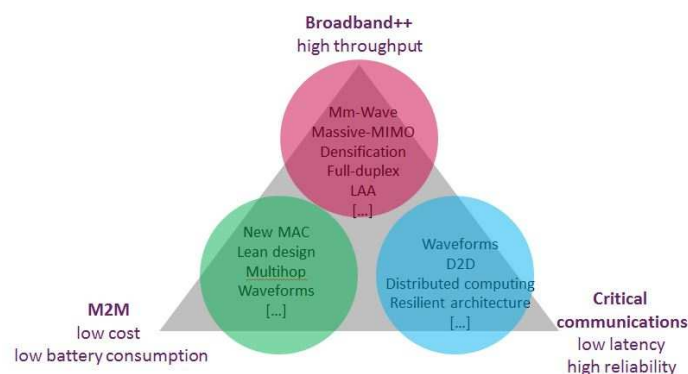 Broadband++
high throughput
Mm-Wave
Massive-MIMO
Densification
Full-duplex
LAA
[...]
New MAC
Lean design
Multihop
Waveforms
[...]
Waveforms
D2D
Distributed computing
Resilient architecture
[...]
M2M
low cost
low battery consumption
Critical
communications
low latency
high reliability